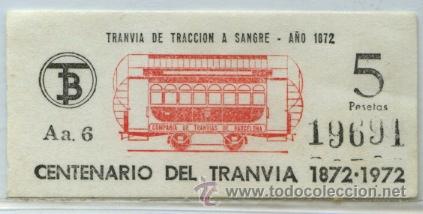 TRANVIA DE TRACCION A SANGRE - AÑO 1872
TB
5
Pesetas
Aa. 6
COMPAÑIA DE TRANVIAS DE BARCELONA
19691
CENTENARIO DEL TRANVIA 1872·1972
todocoleccion.net